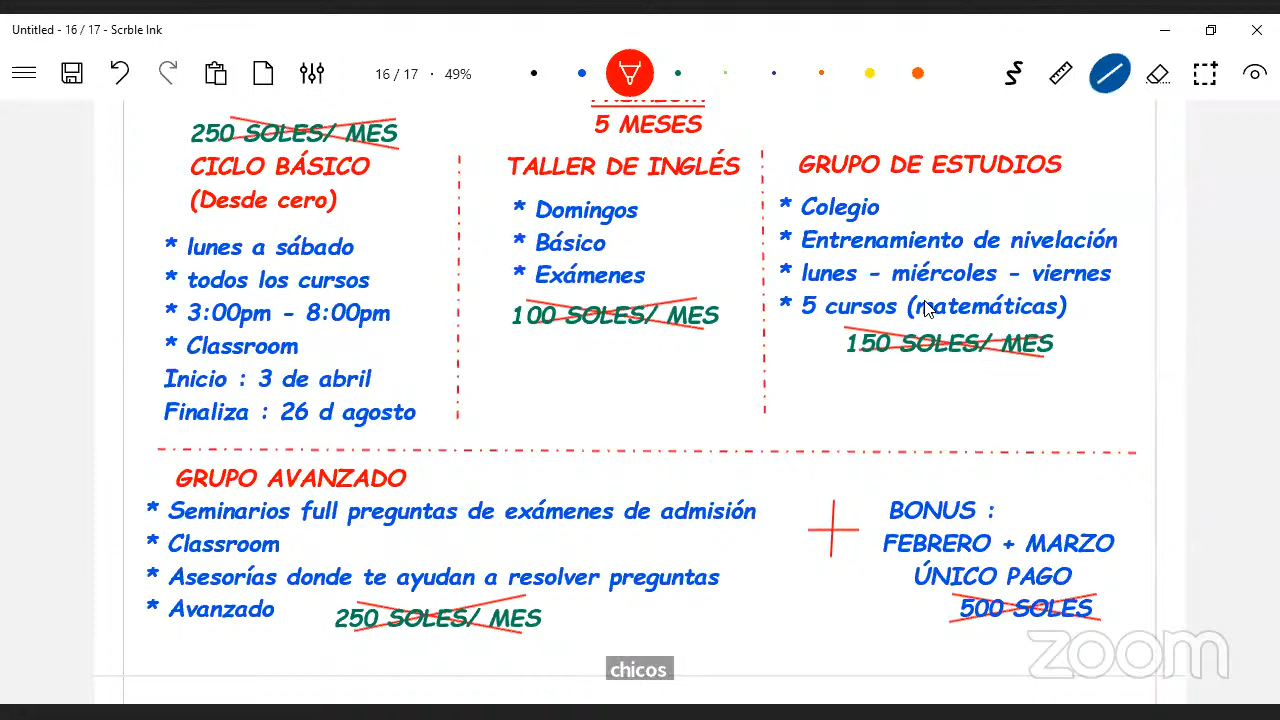 Untitled - 16 / 17 - Scrble Ink
16 / 17 · 49%
5 MESES
250 SOLES/ MES
CICLO BÁSICO
(Desde cero)
* lunes a sábado
* todos los cursos
* 3:00pm - 8:00pm
* Classroom
Inicio : 3 de abril
Finaliza : 26 d agosto
TALLER DE INGLÉS
* Domingos
* Básico
* Exámenes
100 SOLES/ MES
GRUPO DE ESTUDIOS
* Colegio
* Entrenamiento de nivelación
* lunes - miércoles - viernes
* 5 cursos (matemáticas)
150 SOLES/ MES
GRUPO AVANZADO
* Seminarios full preguntas de exámenes de admisión
* Classroom
* Asesorías donde te ayudan a resolver preguntas
* Avanzado
250 SOLES/ MES
BONUS :
FEBRERO + MARZO
ÚNICO PAGO
500 SOLES
zoom
chicos